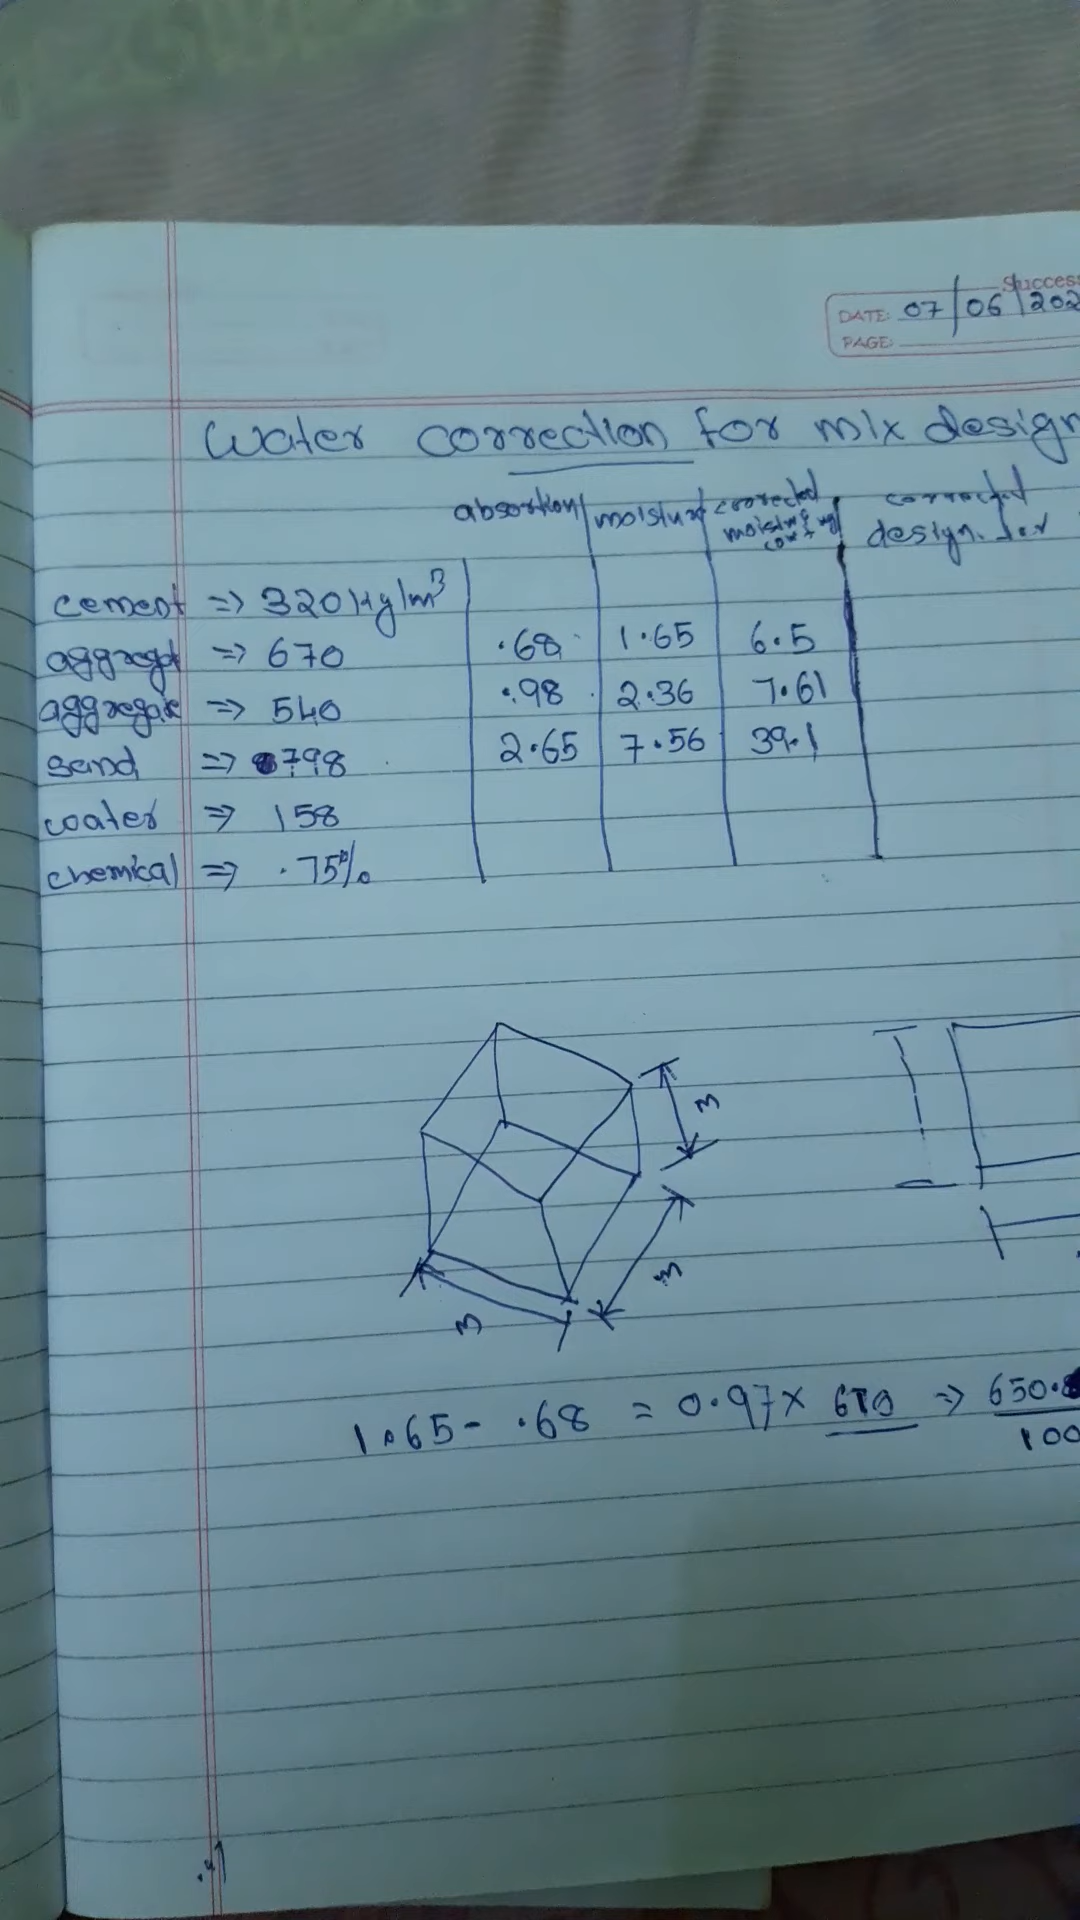 Success
DATE: 07/06/202
PAGE:
water correction for mix design
absortion moisture corrected moisture corrected design. for
cement => 320 kg/m³
aggregate => 670 .68 1.65 6.5
aggregate => 540 .98 2.36 7.61
sand => 798 2.65 7.56 39.1
water => 158
chemical => .75%
m
m
m
1.65 - .68 = 0.97 x 670 => 650.
100